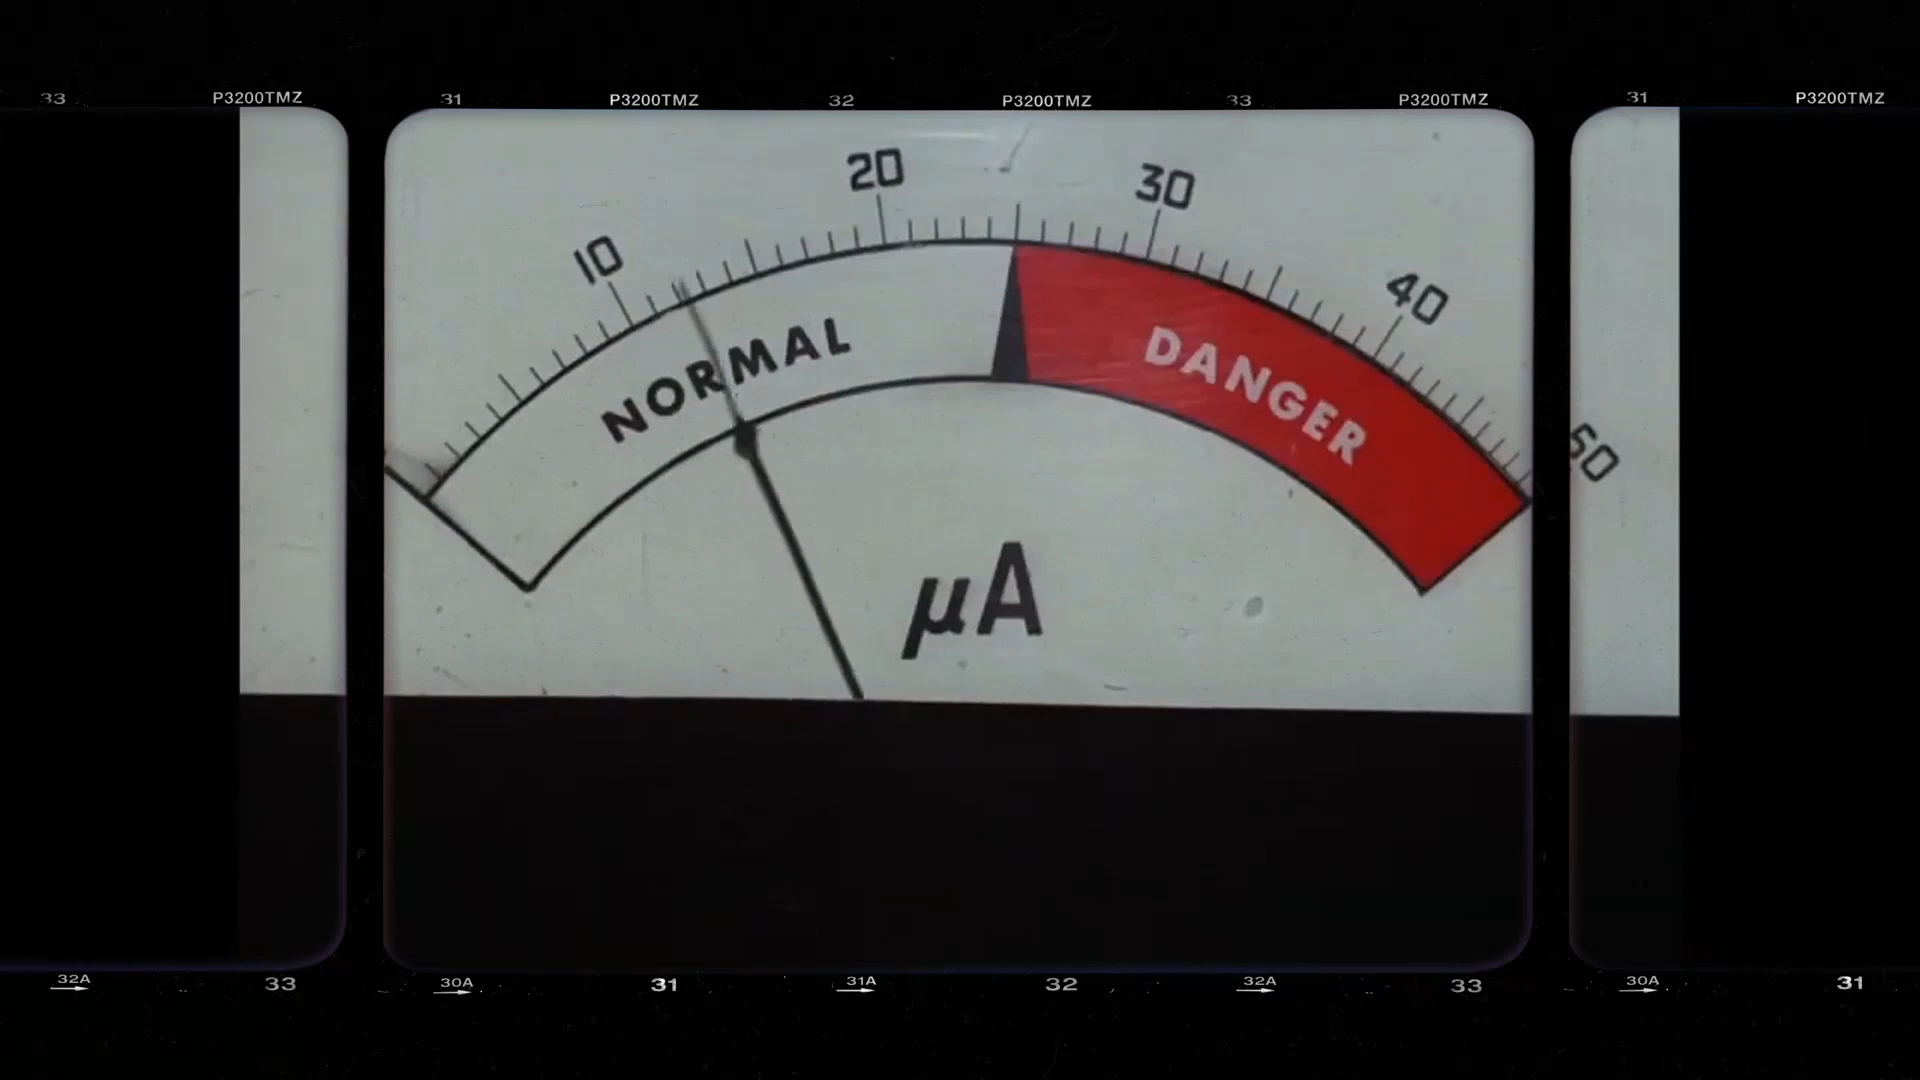 33 P3200TMZ 31 P3200TMZ 32 P3200TMZ 33 P3200TMZ 31 P3200TMZ
10 20 30 40 50
NORMAL DANGER
µA
32A 33 30A 31 31A 32 32A 33 30A 31